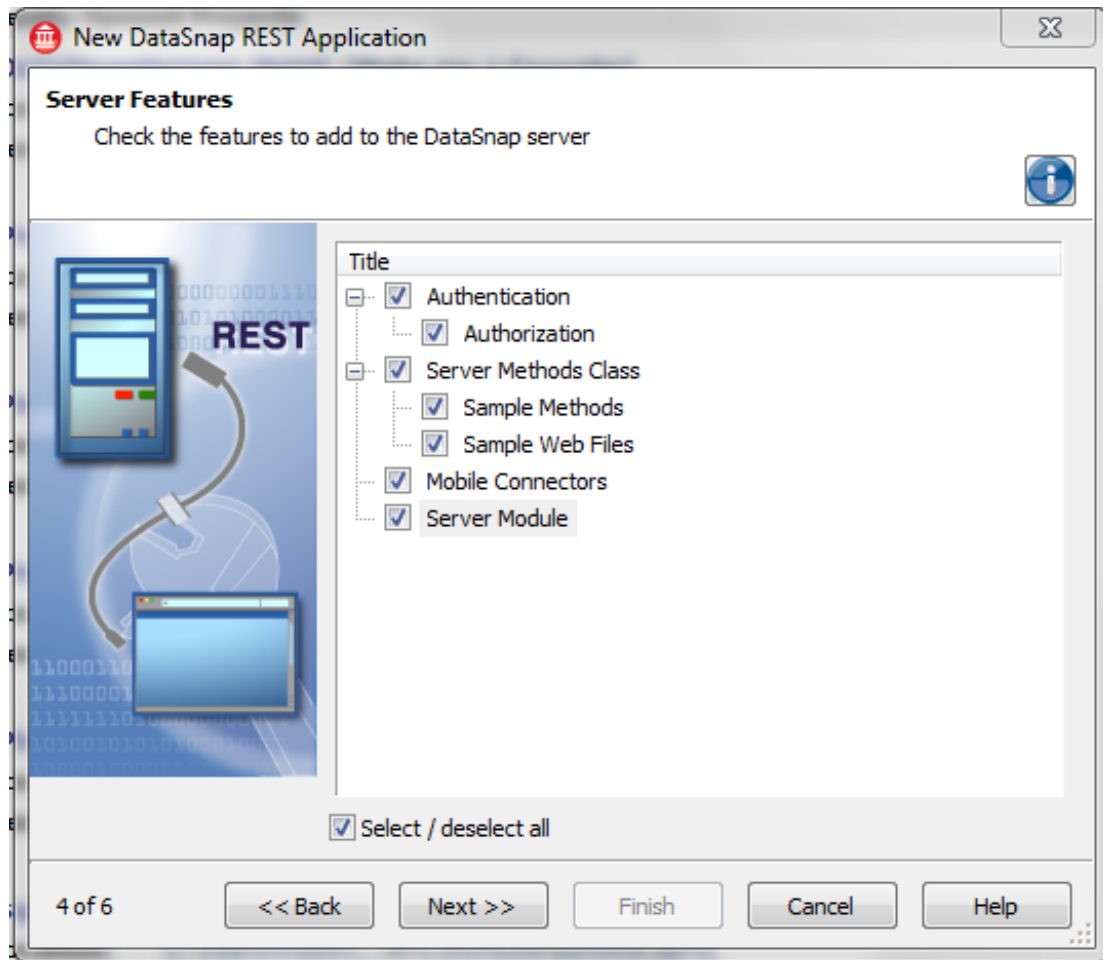 New DataSnap REST Application
Server Features
Check the features to add to the DataSnap server
REST
Title
Authentication
Authorization
Server Methods Class
Sample Methods
Sample Web Files
Mobile Connectors
Server Module
Select / deselect all
4 of 6 << Back Next >> Finish Cancel Help